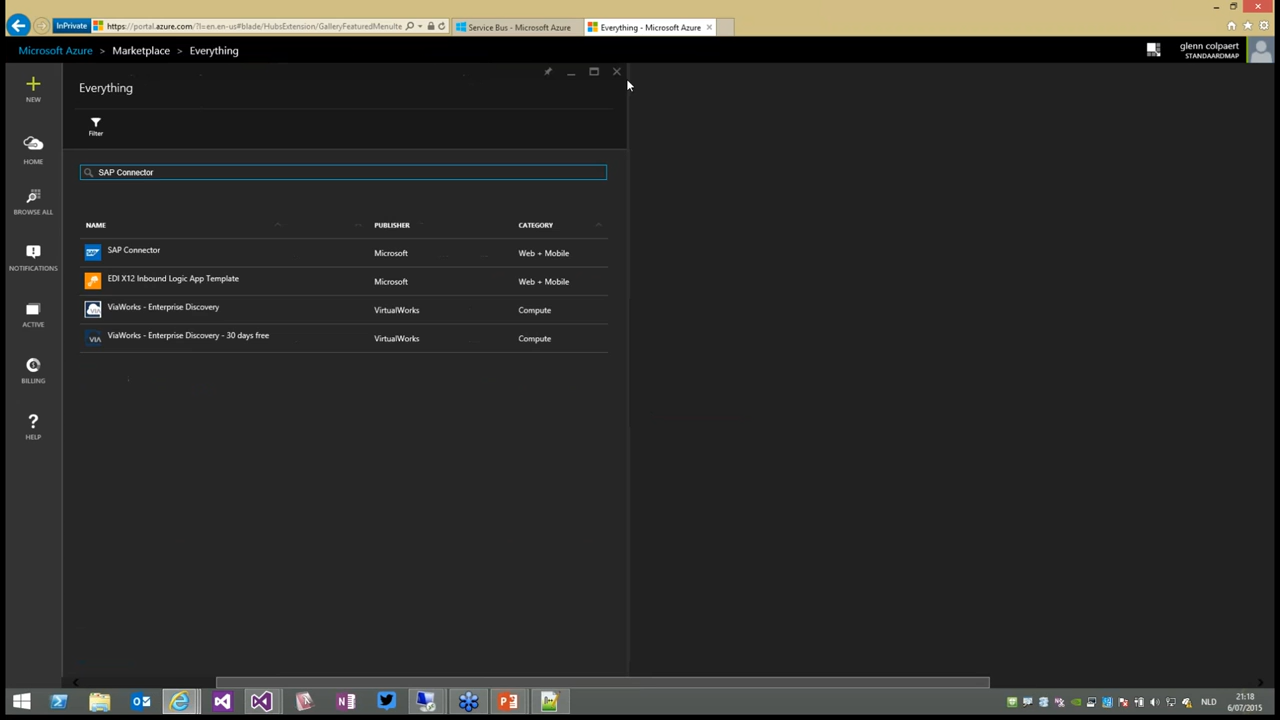 InPrivate
https://portal.azure.com/?l=en.en-us#blade/HubsExtension/GalleryFeaturedMenuIte
Service Bus - Microsoft Azure
Everything - Microsoft Azure
Microsoft Azure > Marketplace > Everything
glenn colpaert
STANDAARDMAP
NEW
HOME
BROWSE ALL
NOTIFICATIONS
ACTIVE
BILLING
HELP
Everything
Filter
SAP Connector
NAME PUBLISHER CATEGORY
SAP Connector Microsoft Web + Mobile
EDI X12 Inbound Logic App Template Microsoft Web + Mobile
VIA ViaWorks - Enterprise Discovery VirtualWorks Compute
VIA ViaWorks - Enterprise Discovery - 30 days free VirtualWorks Compute
NLD
21:18
6/07/2015